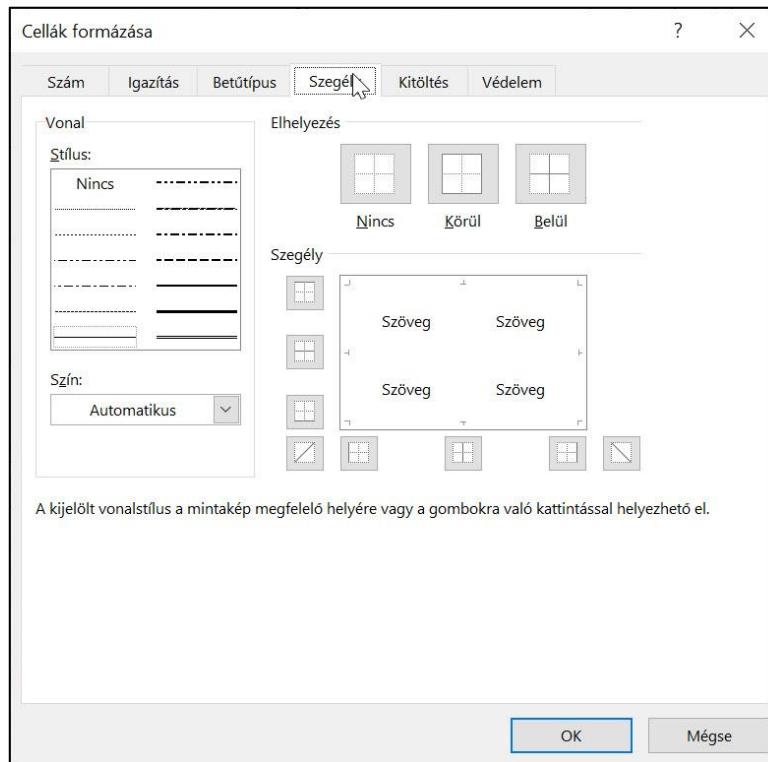 Cellák formázása
Szám Igazítás Betűtípus Szegély Kitöltés Védelem
Vonal
Stílus:
Nincs
Szín:
Automatikus
Elhelyezés
Nincs Körül Belül
Szegély
Szöveg Szöveg
Szöveg Szöveg
A kijelölt vonalstílus a mintakép megfelelő helyére vagy a gombokra való kattintással helyezhető el.
OK Mégse